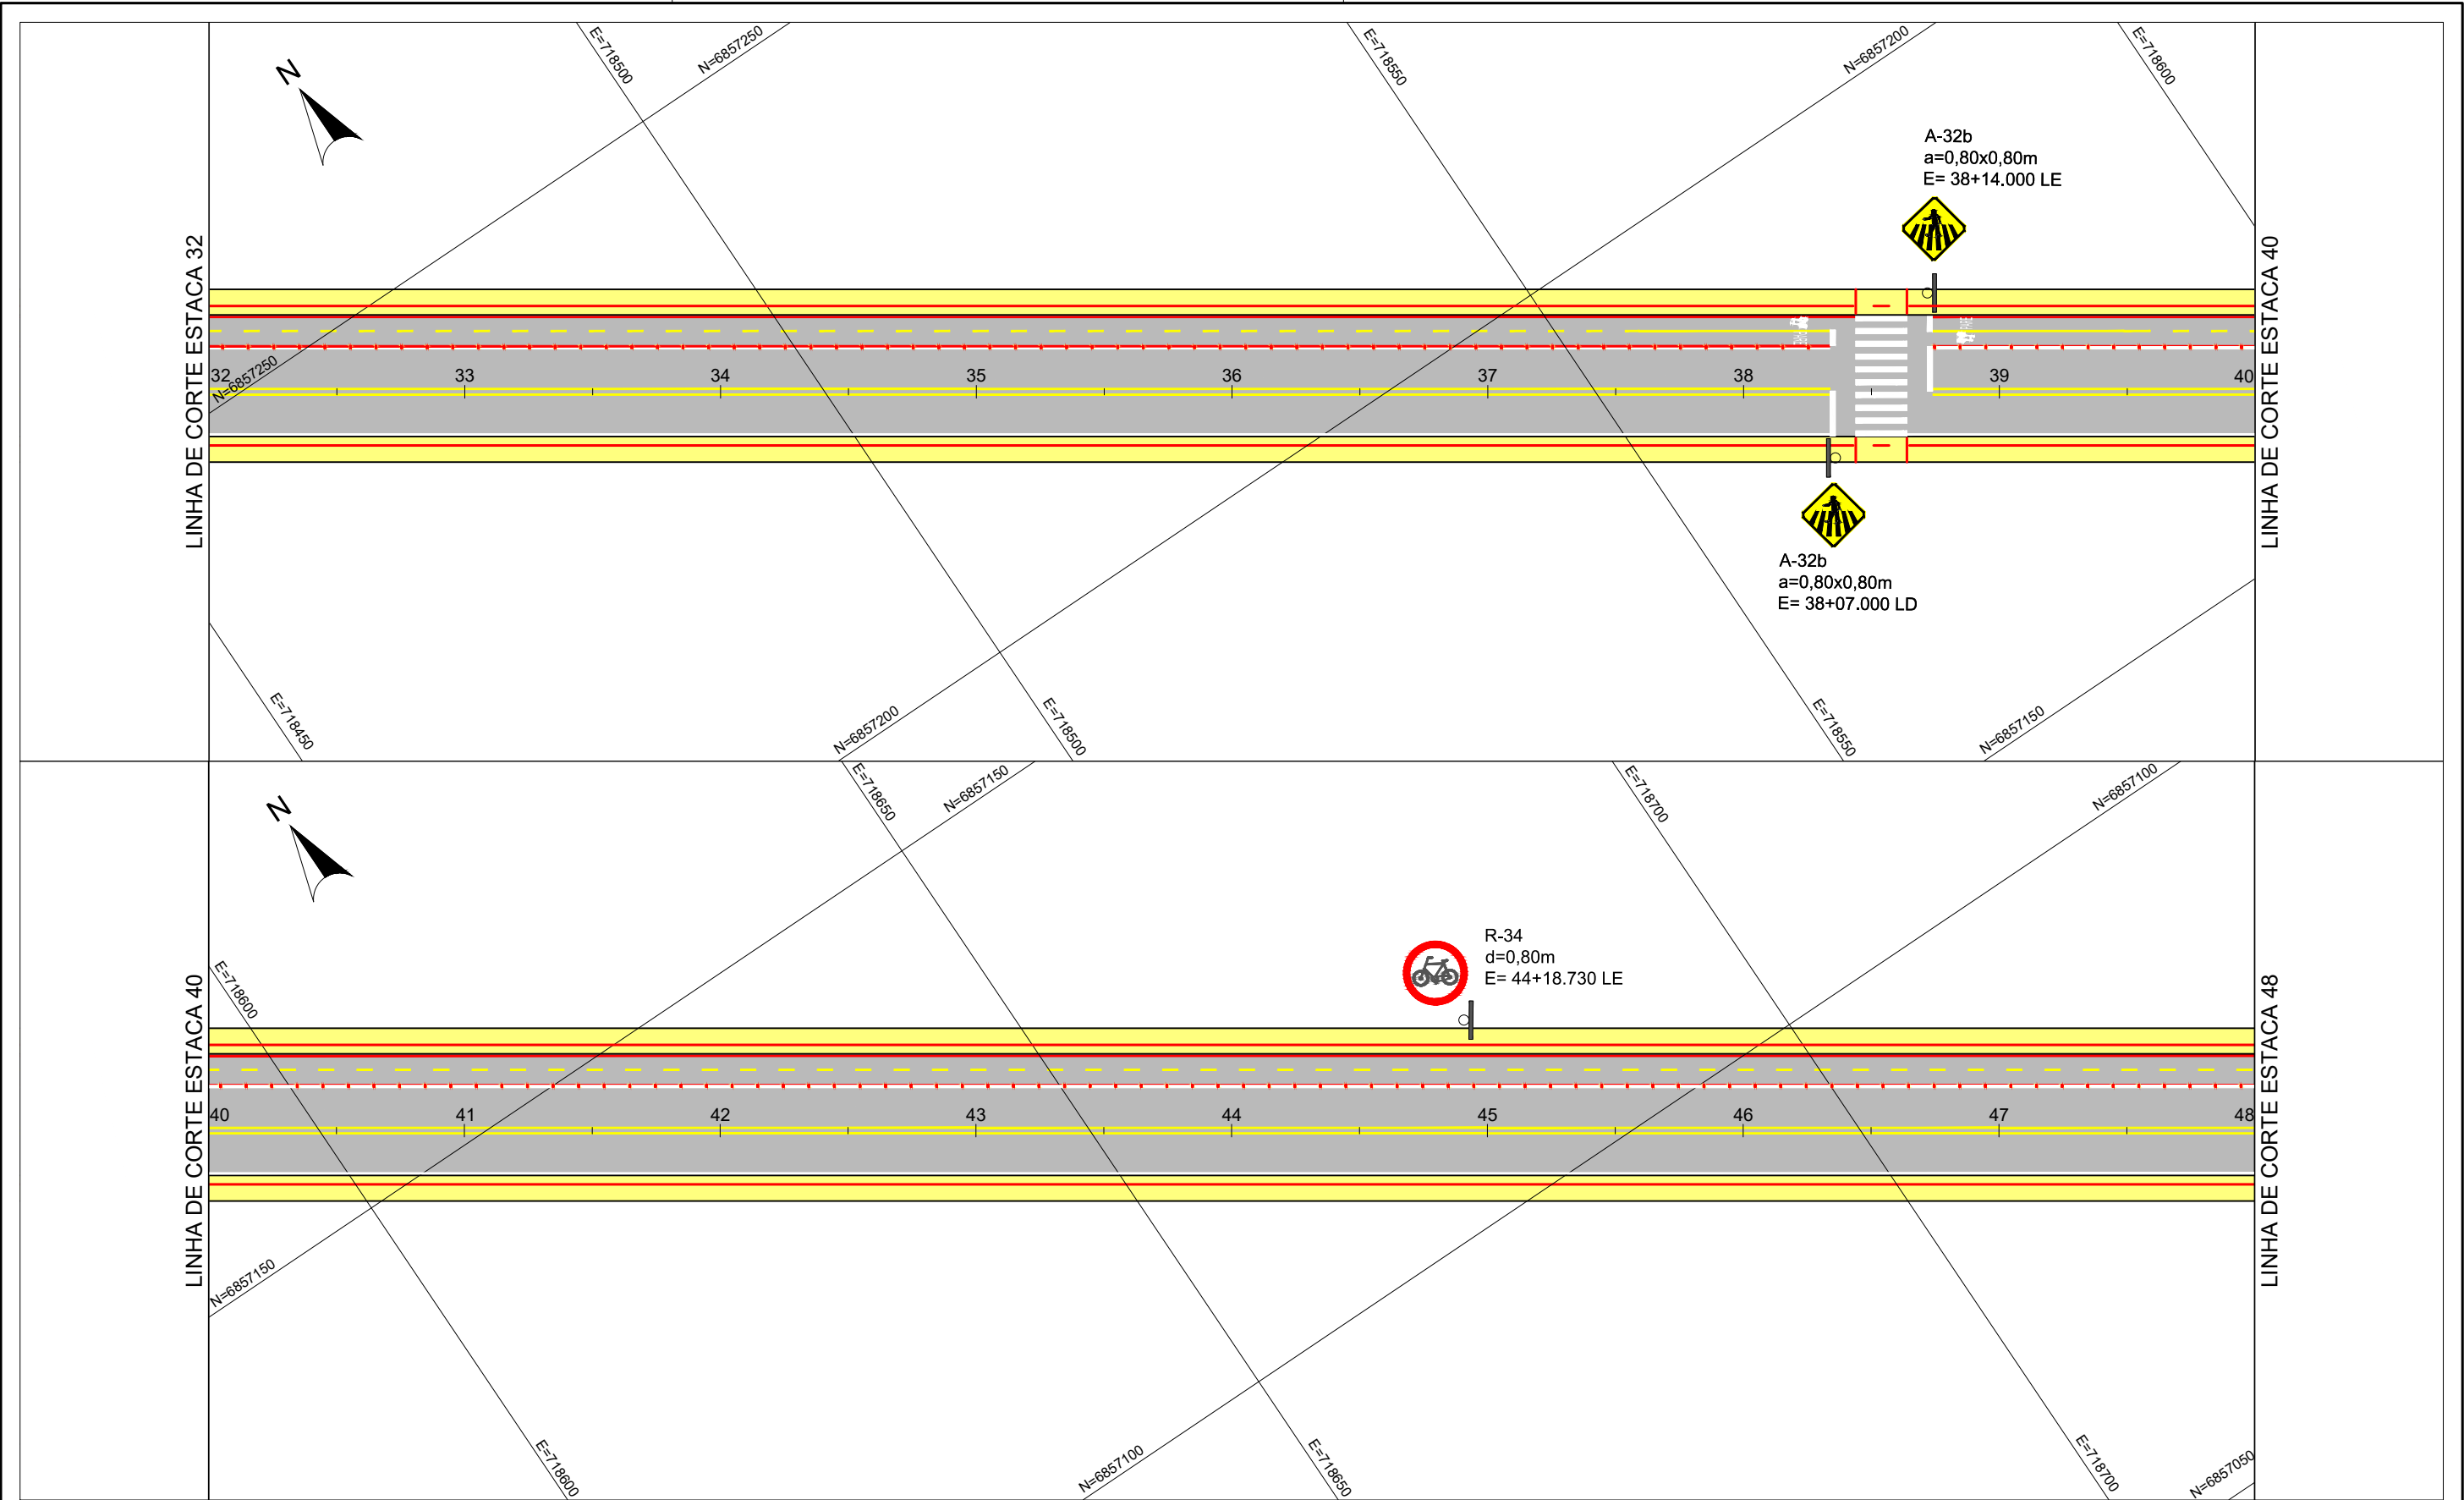 E=718500
N=6857250
E=718550
N=6857200
E=718600
N
A-32b
a=0,80x0,80m
E= 38+14.000 LE
LINHA DE CORTE ESTACA 32
LINHA DE CORTE ESTACA 40
32
33
34
35
36
37
38
39
40
N=6857250
A-32b
a=0,80x0,80m
E= 38+07.000 LD
E=718450
N=6857200
E=718500
E=718550
N=6857150
E=718650
N=6857150
E=718700
N=6857100
N
R-34
d=0,80m
E= 44+18.730 LE
E=718600
LINHA DE CORTE ESTACA 40
LINHA DE CORTE ESTACA 48
40
41
42
43
44
45
46
47
48
N=6857150
E=718600
N=6857100
E=718650
E=718700
N=6857050